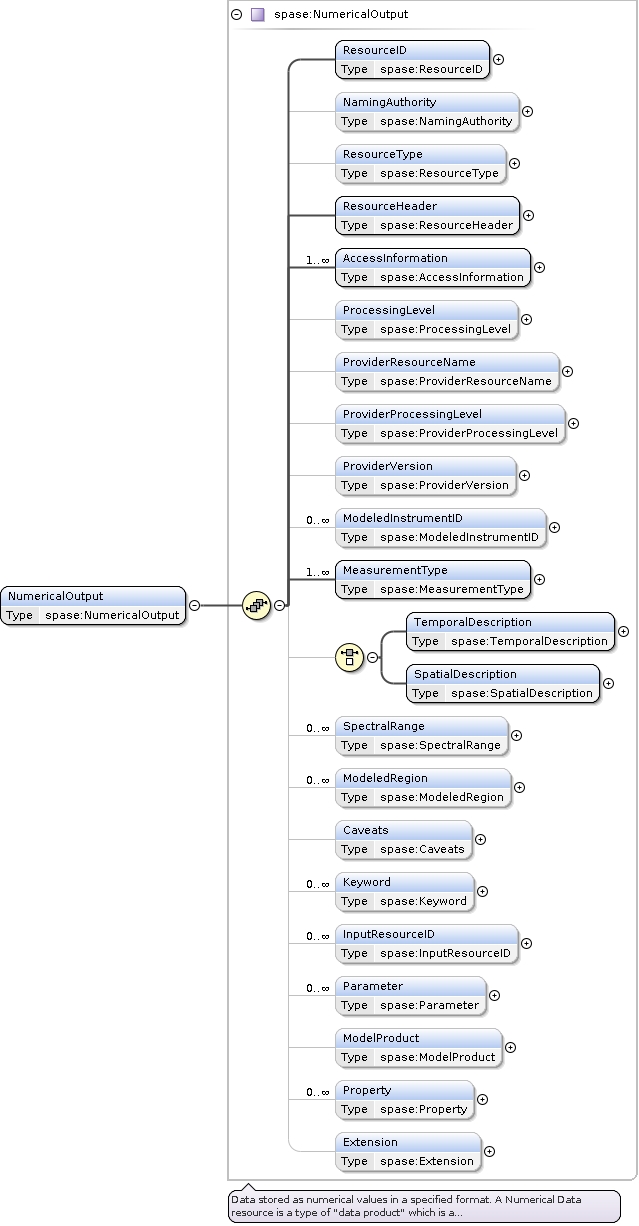 spase:NumericalOutput
ResourceID
Type spase:ResourceID
NamingAuthority
Type spase:NamingAuthority
ResourceType
Type spase:ResourceType
ResourceHeader
Type spase:ResourceHeader
1..∞ AccessInformation
Type spase:AccessInformation
ProcessingLevel
Type spase:ProcessingLevel
ProviderResourceName
Type spase:ProviderResourceName
ProviderProcessingLevel
Type spase:ProviderProcessingLevel
ProviderVersion
Type spase:ProviderVersion
0..∞ ModeledInstrumentID
Type spase:ModeledInstrumentID
1..∞ MeasurementType
Type spase:MeasurementType
NumericalOutput
Type spase:NumericalOutput
TemporalDescription
Type spase:TemporalDescription
SpatialDescription
Type spase:SpatialDescription
0..∞ SpectralRange
Type spase:SpectralRange
0..∞ ModeledRegion
Type spase:ModeledRegion
Caveats
Type spase:Caveats
0..∞ Keyword
Type spase:Keyword
0..∞ InputResourceID
Type spase:InputResourceID
0..∞ Parameter
Type spase:Parameter
ModelProduct
Type spase:ModelProduct
0..∞ Property
Type spase:Property
Extension
Type spase:Extension
Data stored as numerical values in a specified format. A Numerical Data
resource is a type of "data product" which is a...